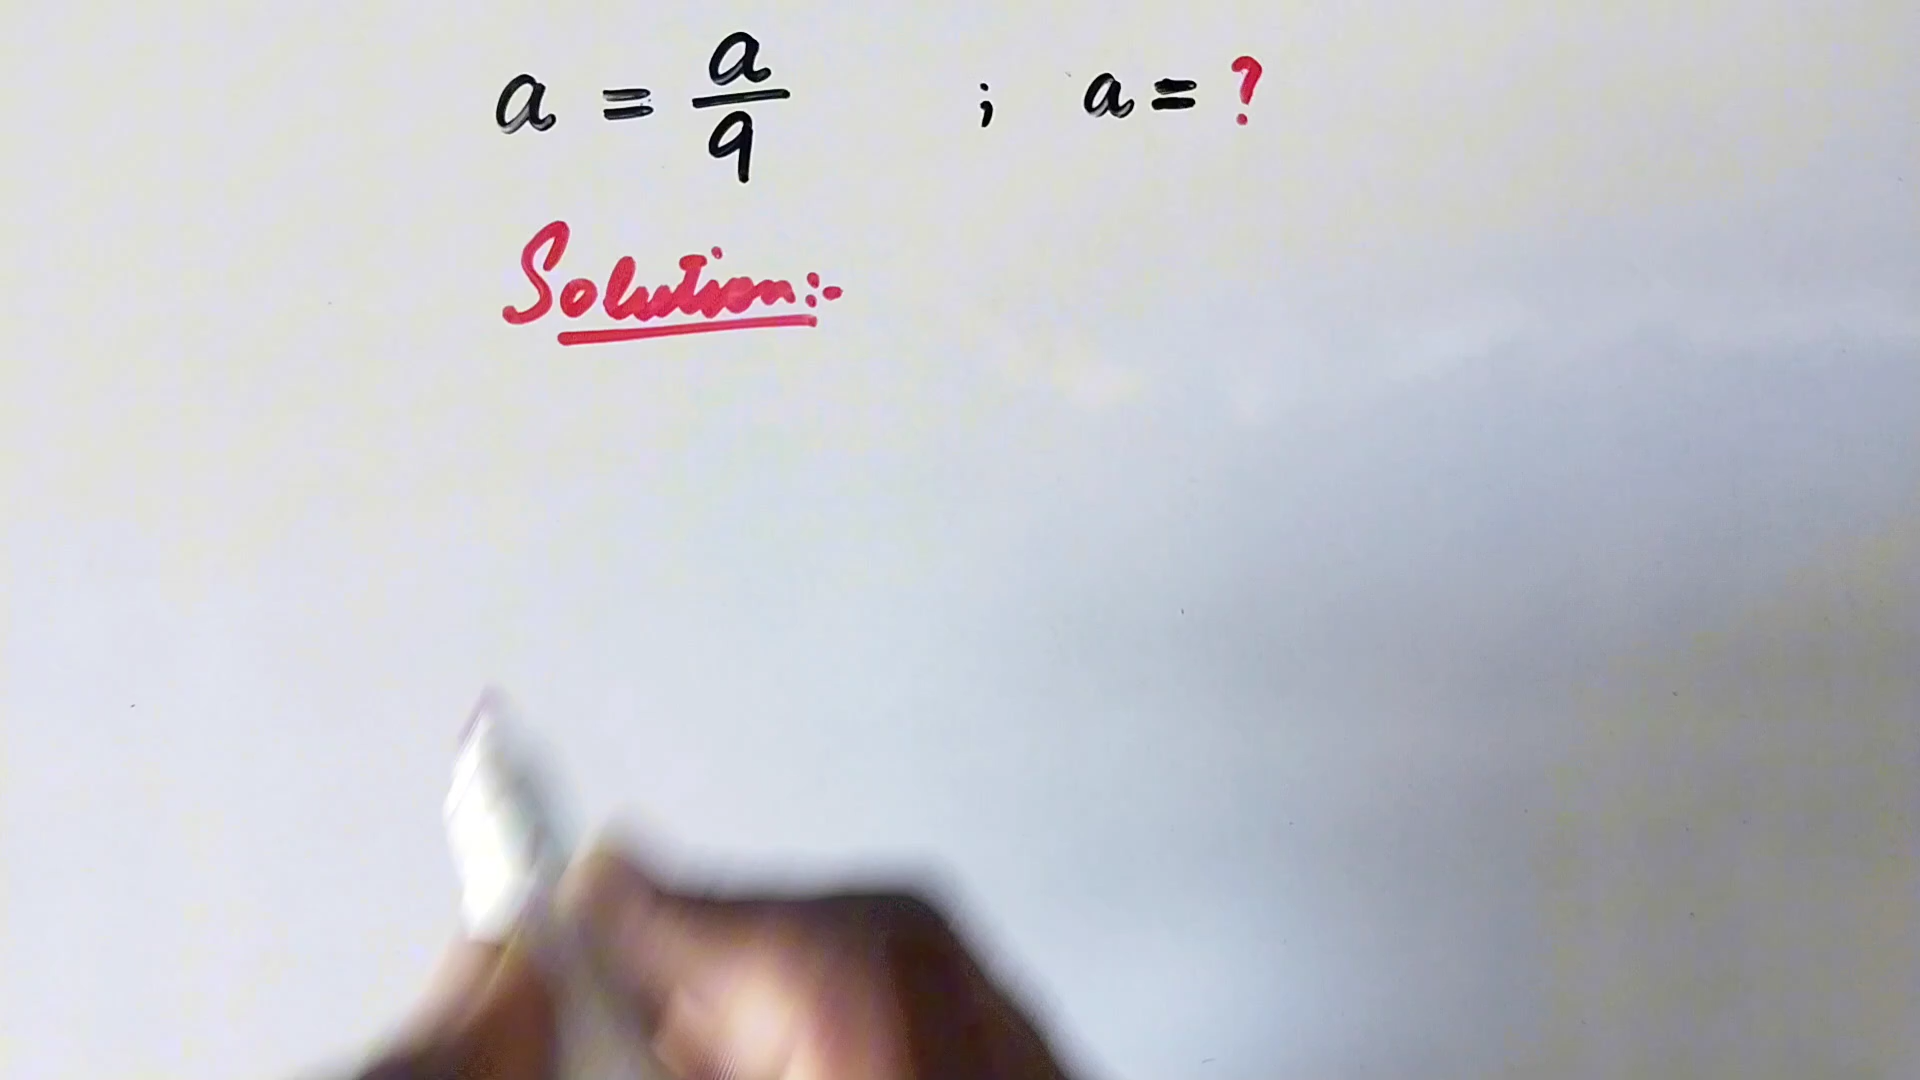 a = a/9 ; a = ?
Solution:-